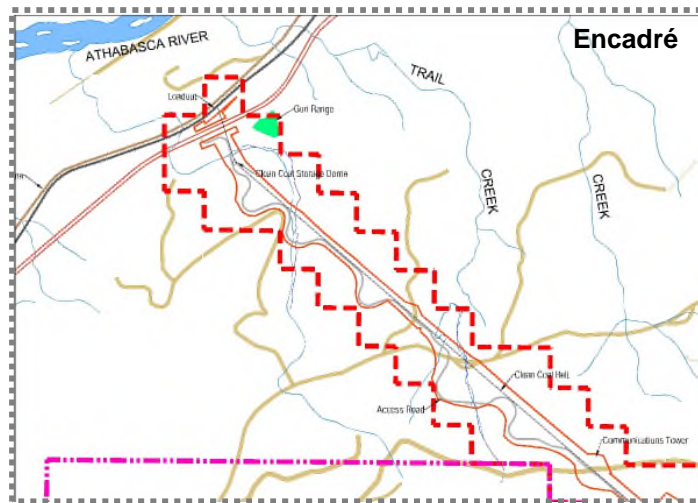 Encadré
ATHABASCA RIVER
TRAIL
Loadout
Gun Range
Clean Coal Storage Dome
CREEK
CREEK
Clean Coal Belt
Access Road
Communications Tower